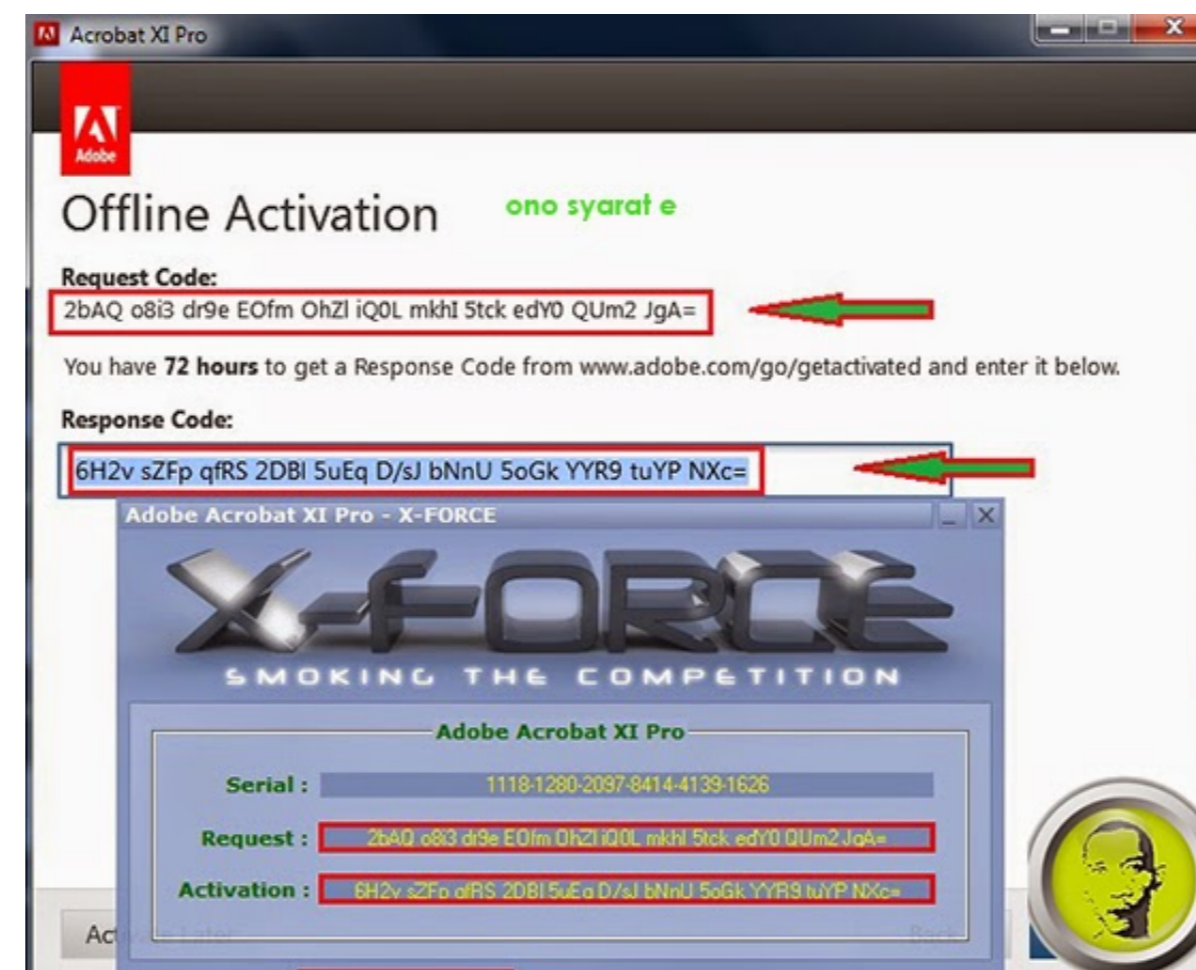 Acrobat XI Pro
Adobe
Offline Activation
ono syarat e
Request Code:
2bAQ o8i3 dr9e EOfm OhZl iQ0L mkhI 5tck edY0 QUm2 JgA=
You have 72 hours to get a Response Code from www.adobe.com/go/getactivated and enter it below.
Response Code:
6H2v sZFp qfRS 2DBl 5uEq D/sJ bNnU 5oGk YYR9 tuYP NXc=
Adobe Acrobat XI Pro - X-FORCE
X-FORCE
SMOKING THE COMPETITION
Adobe Acrobat XI Pro
Serial : 1118-1280-2097-8414-4139-1626
Request : 2bAQ o8i3 dr9e EOfm OhZl iQ0L mkhI 5tck edY0 QUm2 JgA=
Activation : 6H2v sZFp qfRS 2DBl 5uEq D/sJ bNnU 5oGk YYR9 tuYP NXc=
Activate Later
Back